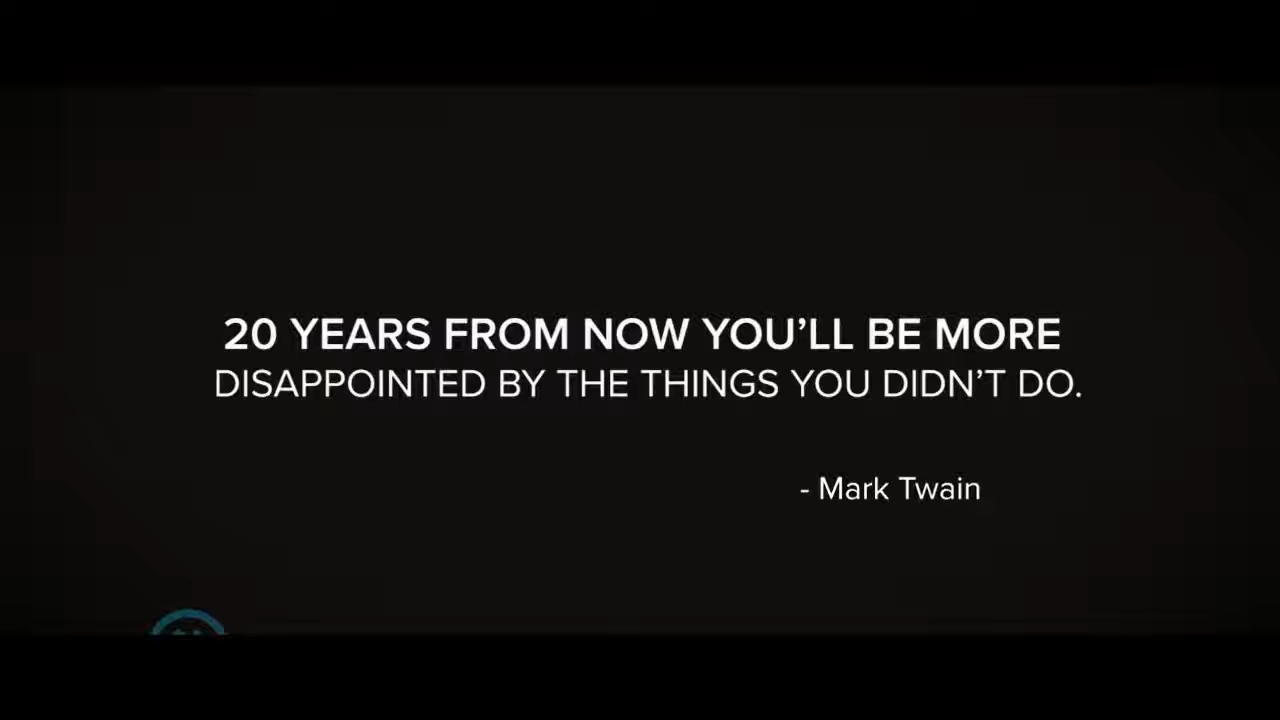 20 YEARS FROM NOW YOU’LL BE MORE
DISAPPOINTED BY THE THINGS YOU DIDN’T DO.
- Mark Twain